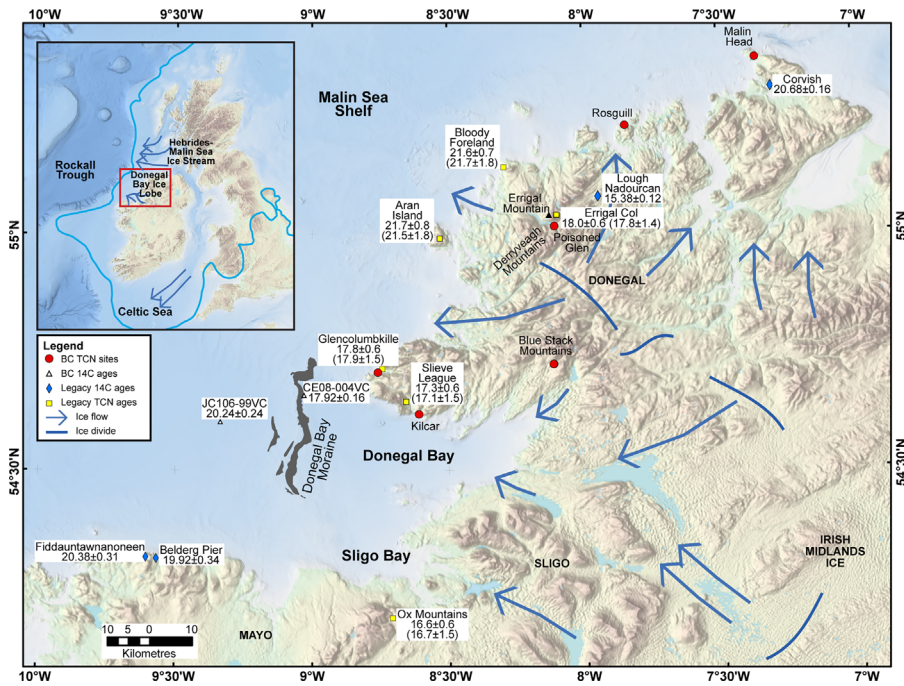 10°W
9°30'W
9°W
8°30'W
8°W
7°30'W
7°W
Malin
Head
Corvish
20.68±0.16
Malin Sea
Shelf
Rosguill
Bloody
Foreland
21.6±0.7
(21.7±1.8)
Hebrides-
Malin Sea
Ice Stream
Rockall
Trough
Donegal
Bay Ice
Lobe
Celtic Sea
Lough
Nadourcan
15.38±0.12
Errigal
Mountain
Errigal Col
18.0±0.6 (17.8±1.4)
Aran
Island
21.7±0.8
(21.5±1.8)
Poisoned
Glen
Derryveagh
Mountains
55°N
55°N
DONEGAL
Legend
BC TCN sites
BC 14C ages
Legacy 14C ages
Legacy TCN ages
Ice flow
Ice divide
Glencolumbkille
17.8±0.6
(17.9±1.5)
Blue Stack
Mountains
Slieve
League
17.3±0.6
(17.1±1.5)
CE08-004VC
17.92±0.16
JC106-99VC
20.24±0.24
Kilcar
Donegal Bay
Moraine
Donegal Bay
54°30'N
54°30'N
Fiddauntawnanoneen
20.38±0.31
Belderg Pier
19.92±0.34
Sligo Bay
SLIGO
IRISH
MIDLANDS
ICE
Ox Mountains
16.6±0.6
(16.7±1.5)
MAYO
10 5 0 10
Kilometres
10°W
9°30'W
9°W
8°30'W
8°W
7°30'W
7°W